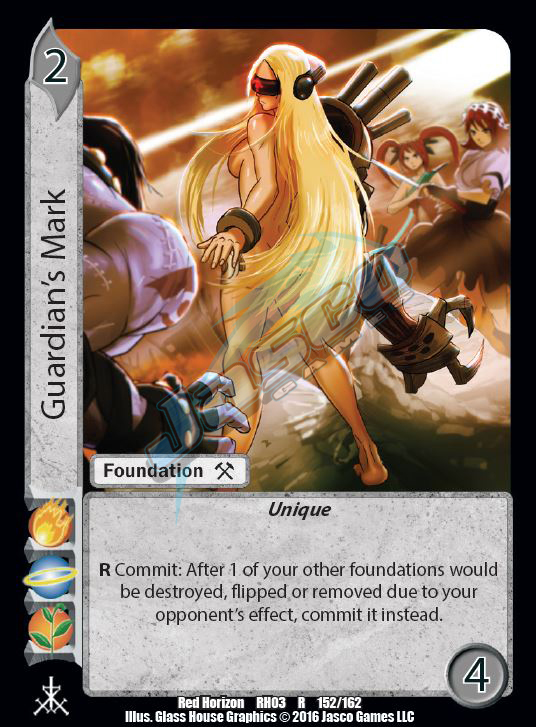 2
Guardian's Mark
Foundation
Unique
R Commit: After 1 of your other foundations would
be destroyed, flipped or removed due to your
opponent's effect, commit it instead.
4
Red Horizon RH03 R 152/162
Illus. Glass House Graphics © 2016 Jasco Games LLC